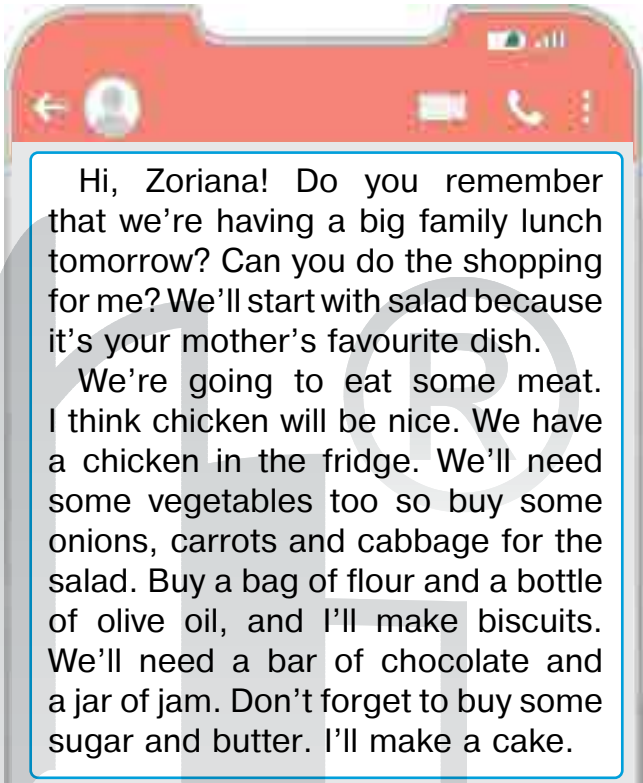 Hi, Zoriana! Do you remember
that we're having a big family lunch
tomorrow? Can you do the shopping
for me? We'll start with salad because
it's your mother's favourite dish.
We're going to eat some meat.
I think chicken will be nice. We have
a chicken in the fridge. We'll need
some vegetables too so buy some
onions, carrots and cabbage for the
salad. Buy a bag of flour and a bottle
of olive oil, and I'll make biscuits.
We'll need a bar of chocolate and
a jar of jam. Don't forget to buy some
sugar and butter. I'll make a cake.